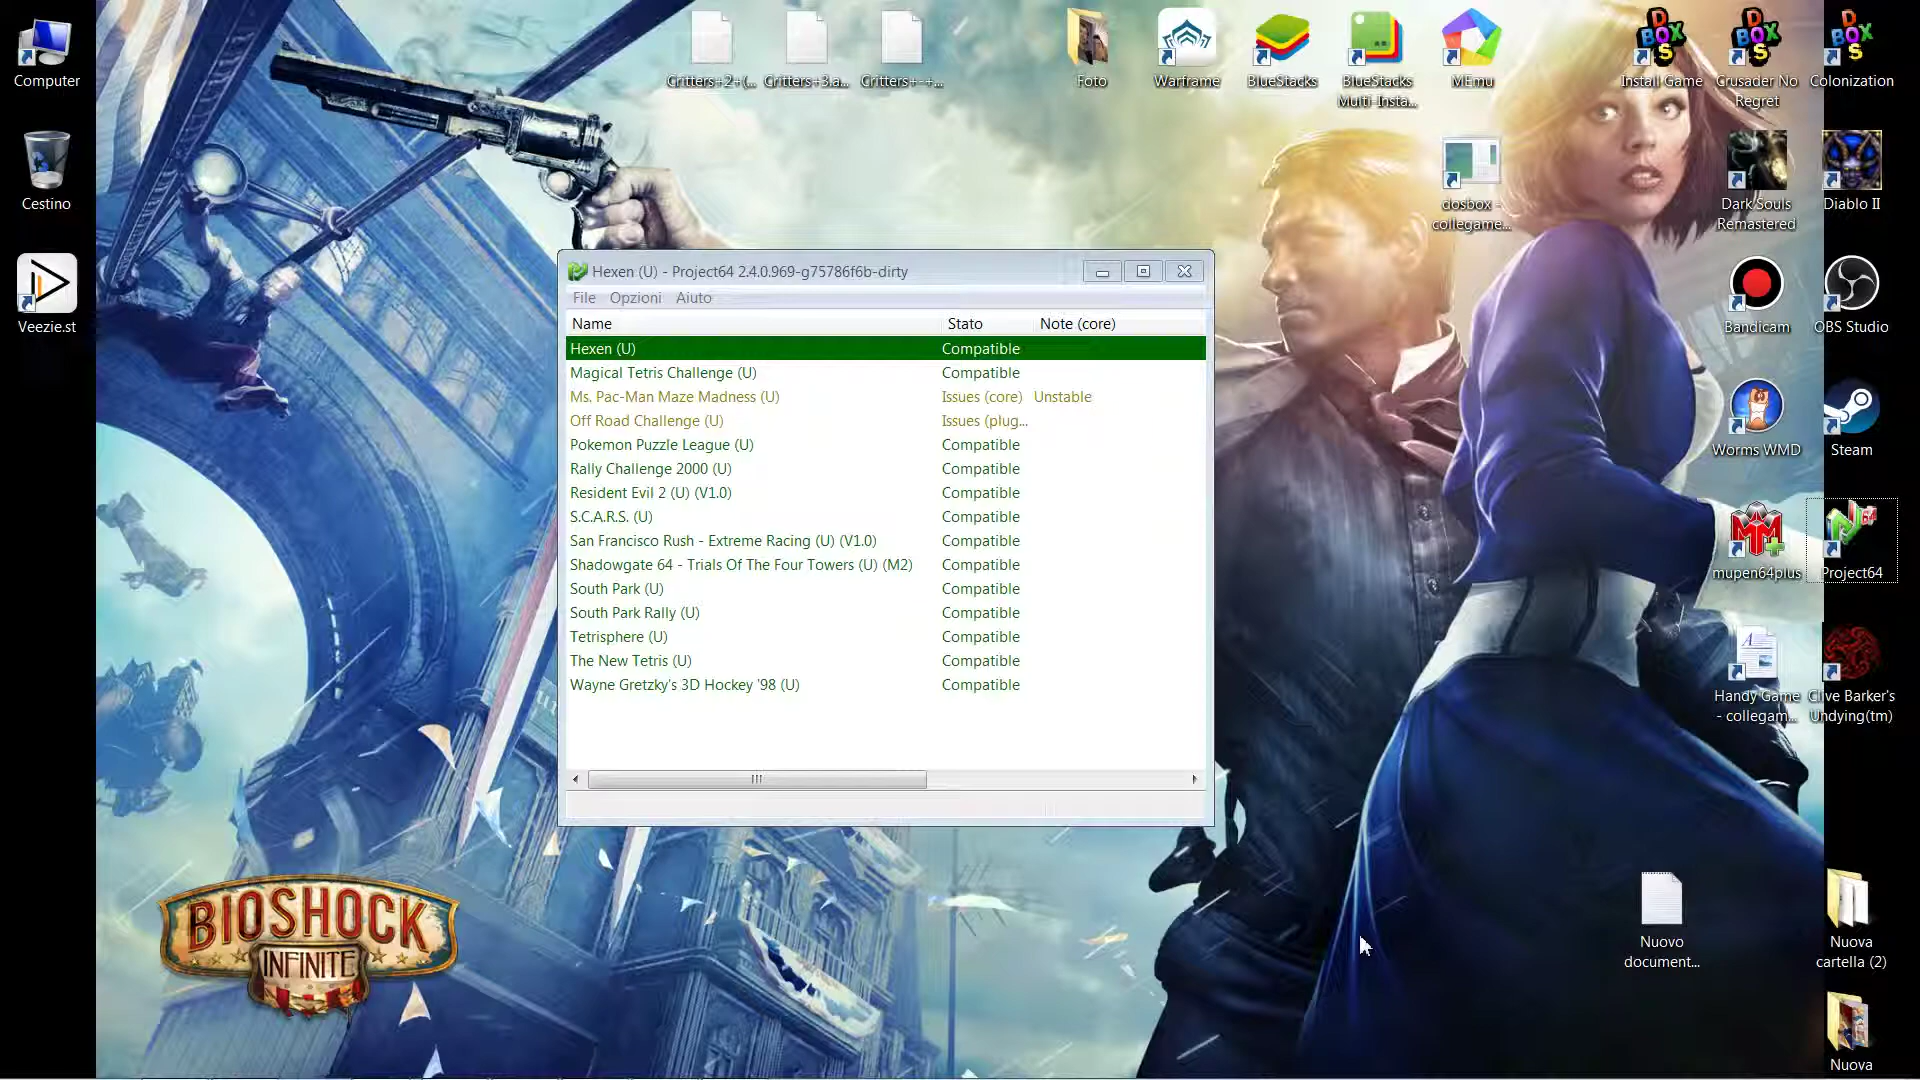 Computer
Cestino
Veezie.st
Critters+2+(...
Critters+3.a...
Critters+-+...
Foto
Warframe
BlueStacks
BlueStacks
Multi-Insta...
MEmu
Install Game
Crusader No
Regret
Colonization
dosbox -
collegame...
Dark Souls
Remastered
Diablo II
Bandicam
OBS Studio
Worms WMD
Steam
mupen64plus
Project64
Handy Game
- collegam...
Clive Barker's
Undying(tm)
Nuovo
document...
Nuova
cartella (2)
Nuova
Hexen (U) - Project64 2.4.0.969-g75786f6b-dirty
File Opzioni Aiuto
Name Stato Note (core)
Hexen (U) Compatible
Magical Tetris Challenge (U) Compatible
Ms. Pac-Man Maze Madness (U) Issues (core) Unstable
Off Road Challenge (U) Issues (plug...
Pokemon Puzzle League (U) Compatible
Rally Challenge 2000 (U) Compatible
Resident Evil 2 (U) (V1.0) Compatible
S.C.A.R.S. (U) Compatible
San Francisco Rush - Extreme Racing (U) (V1.0) Compatible
Shadowgate 64 - Trials Of The Four Towers (U) (M2) Compatible
South Park (U) Compatible
South Park Rally (U) Compatible
Tetrisphere (U) Compatible
The New Tetris (U) Compatible
Wayne Gretzky's 3D Hockey '98 (U) Compatible
BIOSHOCK
INFINITE